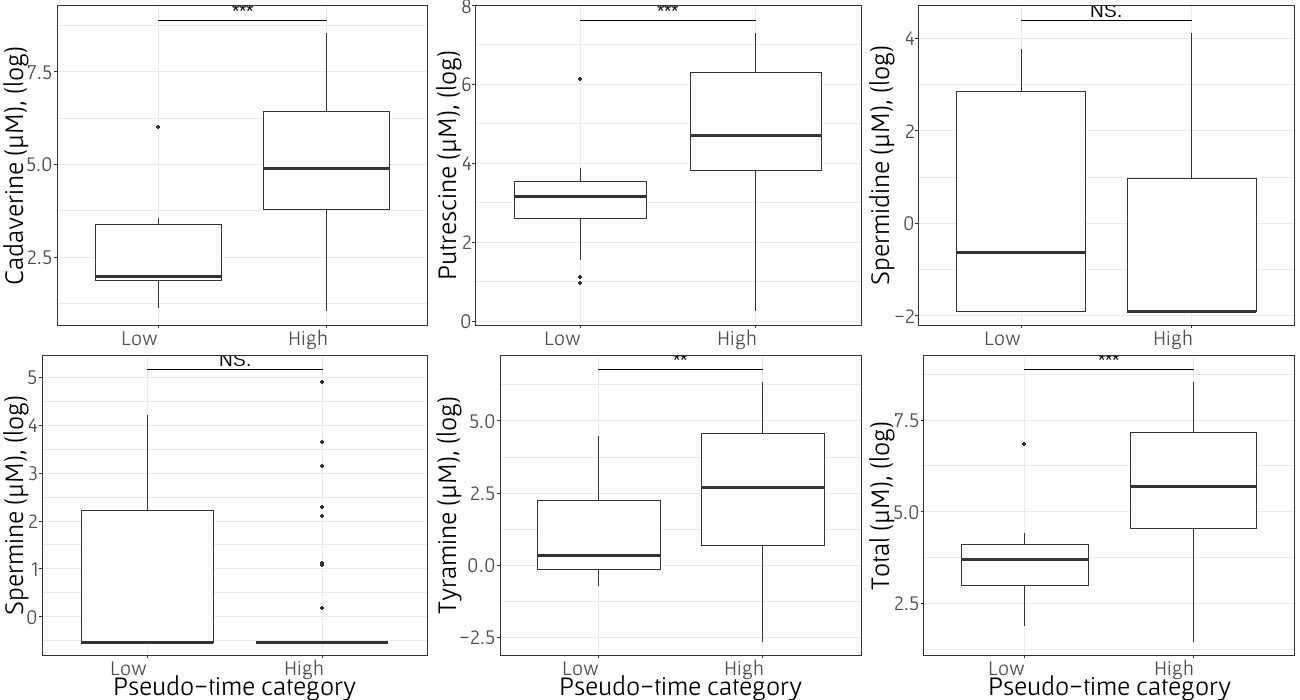 ***
Cadaverine (µM), (log)
7.5
5.0
2.5
Low High
***
Putrescine (µM), (log)
8
6
4
2
0
Low High
NS.
Spermidine (µM), (log)
4
2
0
−2
Low High
NS.
Spermine (µM), (log)
5
4
3
2
1
0
Low High
Pseudo−time category
**
Tyramine (µM), (log)
5.0
2.5
0.0
−2.5
Low High
Pseudo−time category
***
Total (µM), (log)
7.5
5.0
2.5
Low High
Pseudo−time category